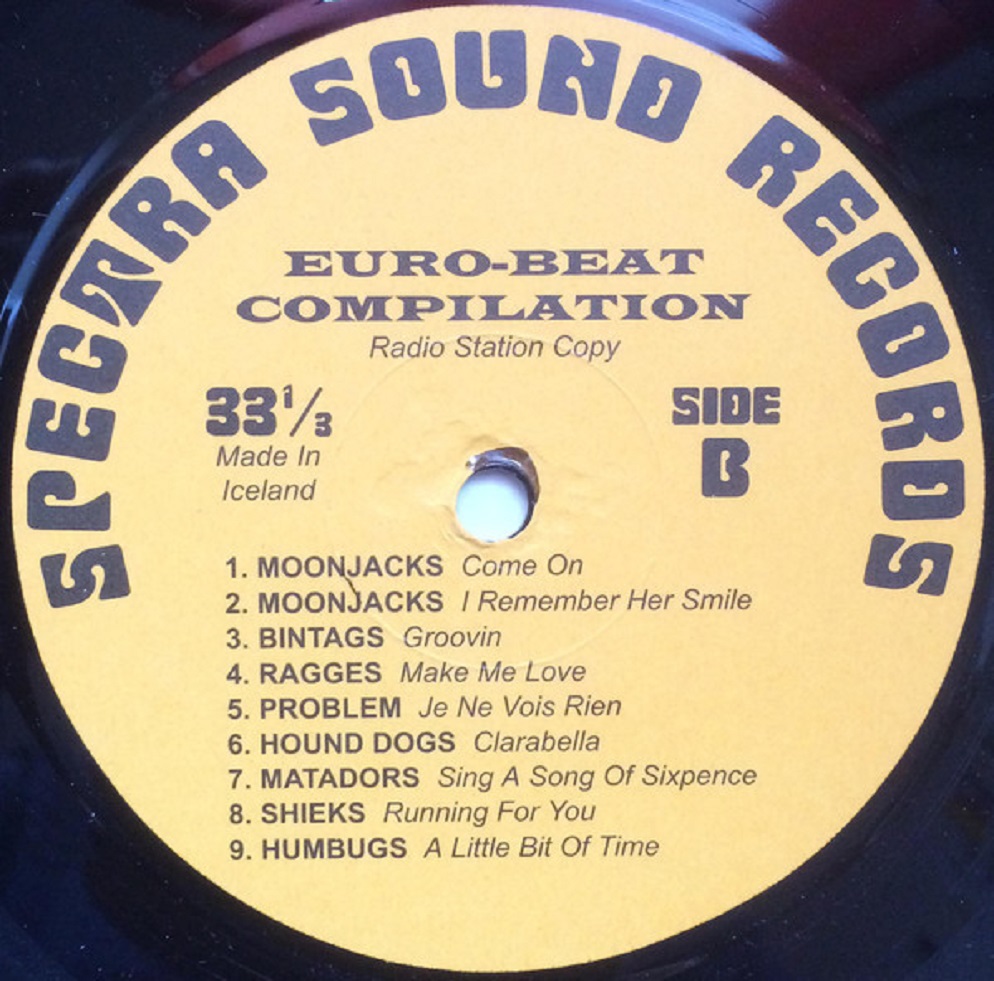 SPECTRA SOUND RECORDS
EURO-BEAT
COMPILATION
Radio Station Copy
33⅓
Made In
Iceland
SIDE
B
1. MOONJACKS Come On
2. MOONJACKS I Remember Her Smile
3. BINTAGS Groovin
4. RAGGES Make Me Love
5. PROBLEM Je Ne Vois Rien
6. HOUND DOGS Clarabella
7. MATADORS Sing A Song Of Sixpence
8. SHIEKS Running For You
9. HUMBUGS A Little Bit Of Time